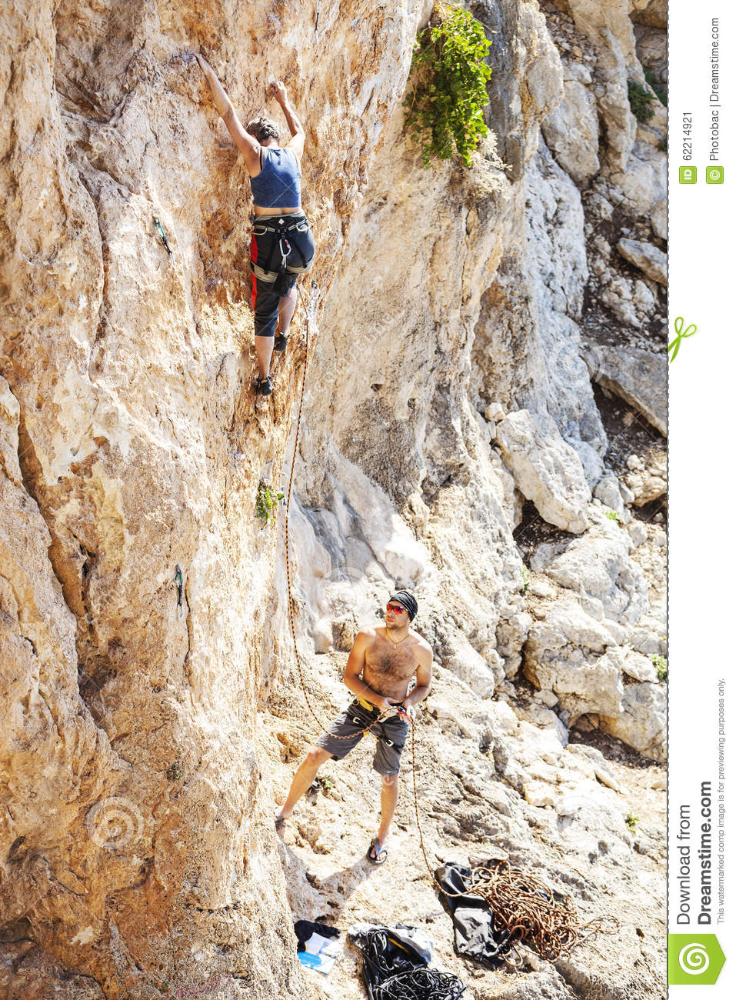 ID 62214921
© Photobac | Dreamstime.com
Download from
Dreamstime.com
This watermarked comp image is for previewing purposes only.